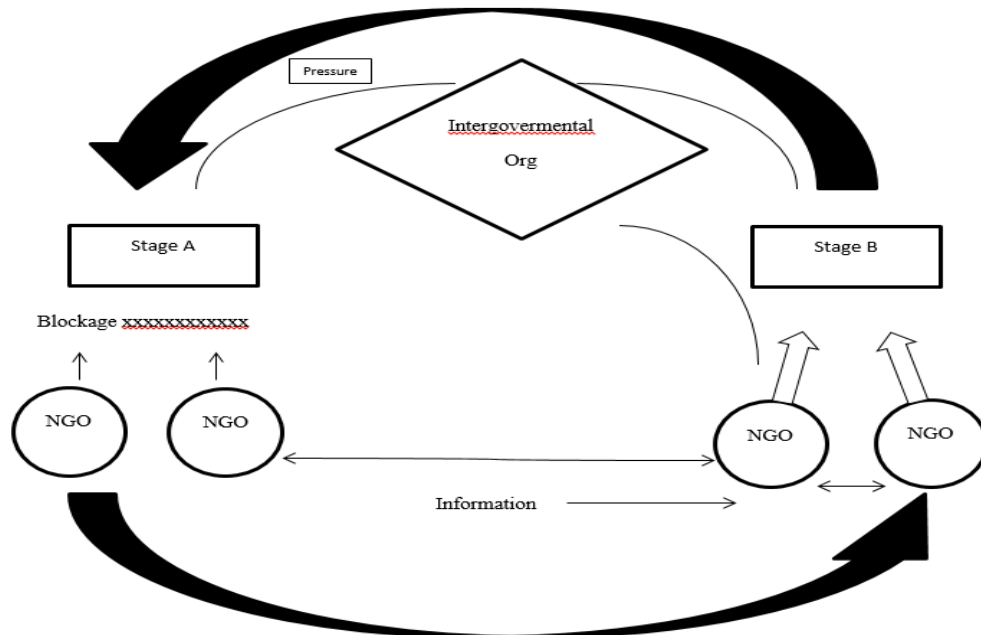 Pressure
Intergovermental
Org
Stage A
Stage B
Blockage xxxxxxxxxxxx
NGO
NGO
NGO
NGO
Information